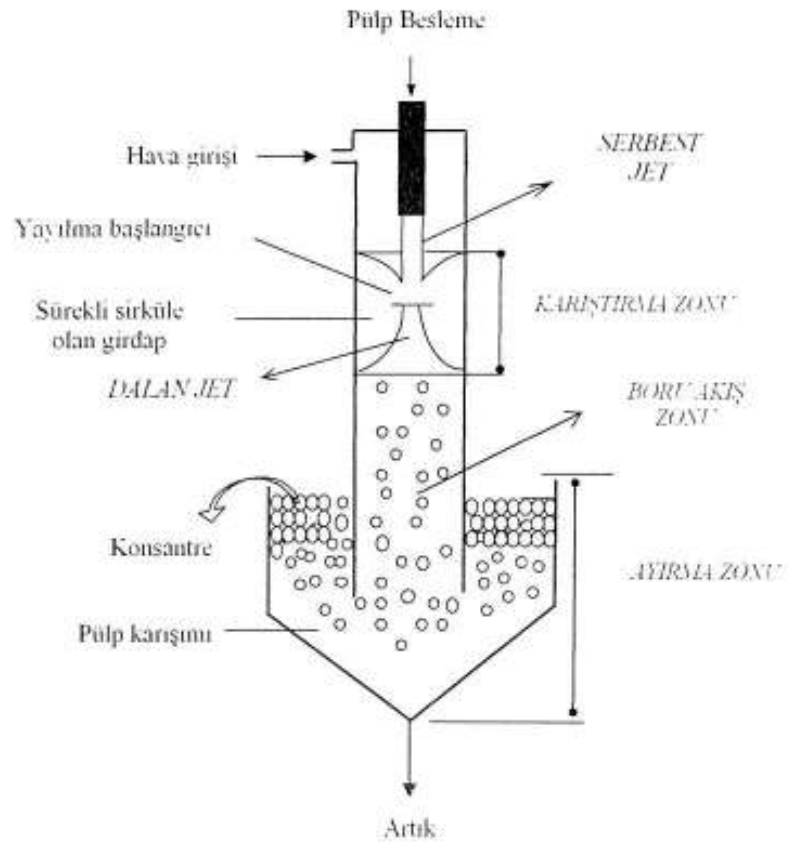 Pülp Besleme
Hava girişi
SERBEST
JET
Yayılma başlangıcı
Sürekli sirküle
olan girdap
KARIŞTIRMA ZONU
DALAN JET
BORU AKIŞ
ZONU
Konsantre
AYIRMA ZONU
Pülp karışımı
Artık